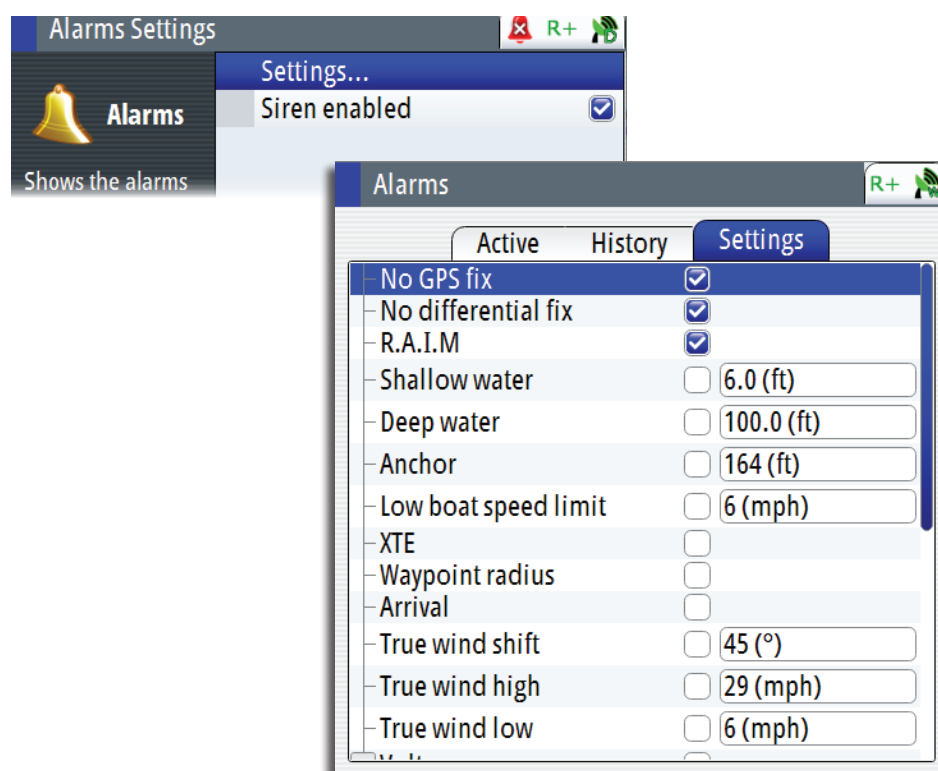 Alarms Settings
R+
Settings...
Alarms
Siren enabled
Shows the alarms
Alarms
R+
Active History Settings
No GPS fix
No differential fix
R.A.I.M
Shallow water 6.0 (ft)
Deep water 100.0 (ft)
Anchor 164 (ft)
Low boat speed limit 6 (mph)
XTE
Waypoint radius
Arrival
True wind shift 45 (°)
True wind high 29 (mph)
True wind low 6 (mph)